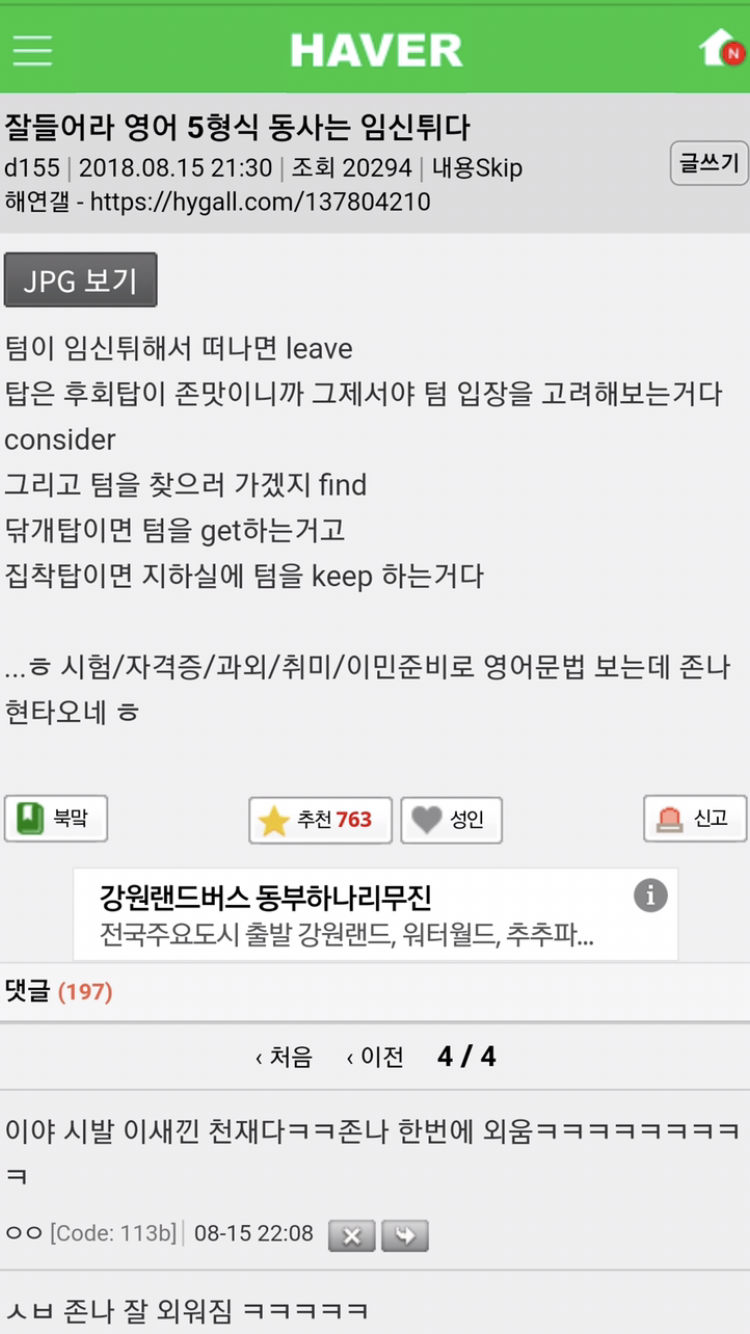 HAVER
N
잘들어라 영어 5형식 동사는 임신튀다
d155 | 2018.08.15 21:30 | 조회 20294 | 내용Skip
글쓰기
해연갤 - https://hygall.com/137804210
JPG 보기
텀이 임신튀해서 떠나면 leave
탑은 후회탑이 존맛이니까 그제서야 텀 입장을 고려해보는거다
consider
그리고 텀을 찾으러 가겠지 find
닦개탑이면 텀을 get하는거고
집착탑이면 지하실에 텀을 keep 하는거다
...ㅎ 시험/자격증/과외/취미/이민준비로 영어문법 보는데 존나
현타오네 ㅎ
북막 추천 763 성인 신고
강원랜드버스 동부하나리무진
전국주요도시 출발 강원랜드, 워터월드, 추추파...
댓글 (197)
‹ 처음 ‹ 이전 4 / 4
이야 시발 이새낀 천재다ㅋㅋ존나 한번에 외움ㅋㅋㅋㅋㅋㅋㅋㅋ
ㅋ
ㅇㅇ [Code: 113b] | 08-15 22:08
ㅅㅂ 존나 잘 외워짐 ㅋㅋㅋㅋㅋ